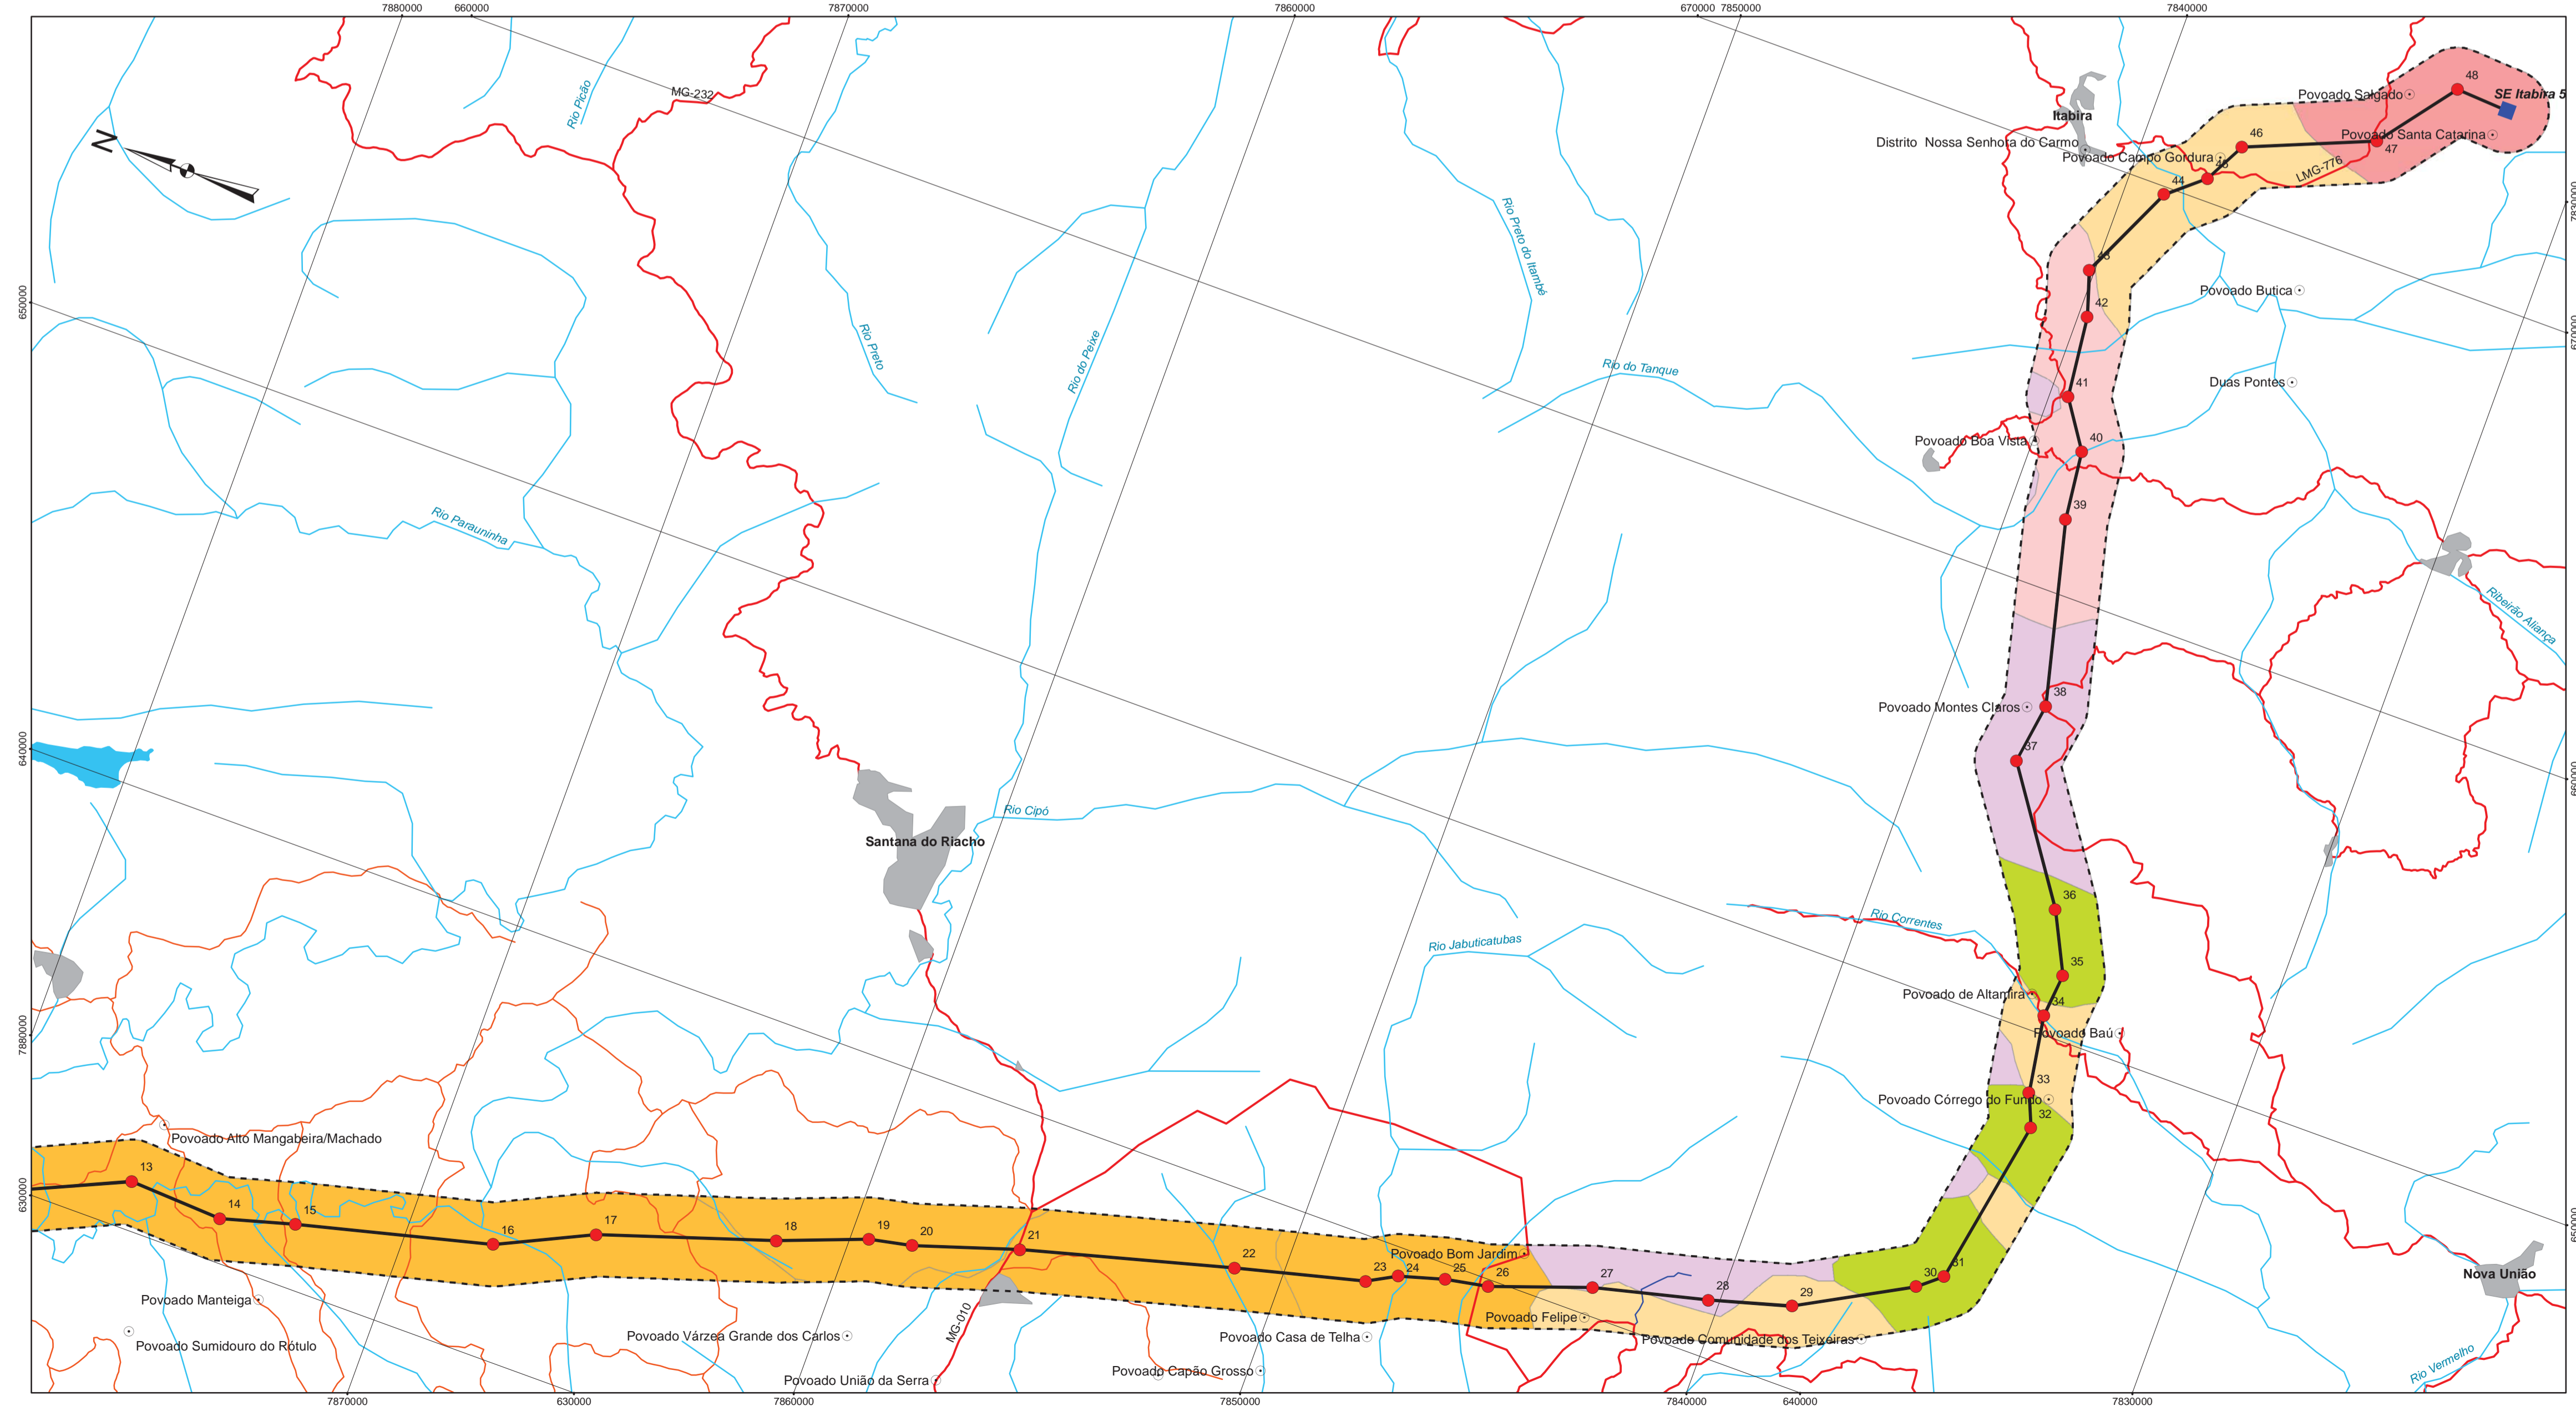 7880000 660000 7870000 7860000 670000 7850000 7840000
N
Rio Picão
MG-232
Rio Preto
Rio do Peixe
Rio Preto do Itambé
Rio do Tanque
Itabira
Distrito Nossa Senhora do Carmo
Povoado Campo Gordura
Povoado Salgado
Povoado Santa Catarina
SE Itabira 5
LMG-776
48
47
46
45
44
43
42
41
40
39
38
37
36
35
34
33
32
31
30
29
28
27
26
25
24
23
22
21
20
19
18
17
16
15
14
13
Povoado Butica
Duas Pontes
Povoado Boa Vista
Rio Parauninha
Ribeirão Aliança
Povoado Montes Claros
Santana do Riacho
Rio Cipó
Rio Correntes
Rio Jabuticatubas
Povoado de Altamira
Povoado Baú
Povoado Córrego do Fundo
Povoado Alto Mangabeira/Machado
Povoado Bom Jardim
Nova União
Povoado Manteiga
Povoado Sumidouro do Rótulo
Povoado Várzea Grande dos Carlos
MG-010
Povoado União da Serra
Povoado Capão Grosso
Povoado Casa de Telha
Povoado Felipe
Povoado Comunidade dos Teixeiras
Rio Vermelho
650000
640000
7880000
630000
7830000
670000
660000
650000
7870000 630000 7860000 7850000 7840000 640000 7830000